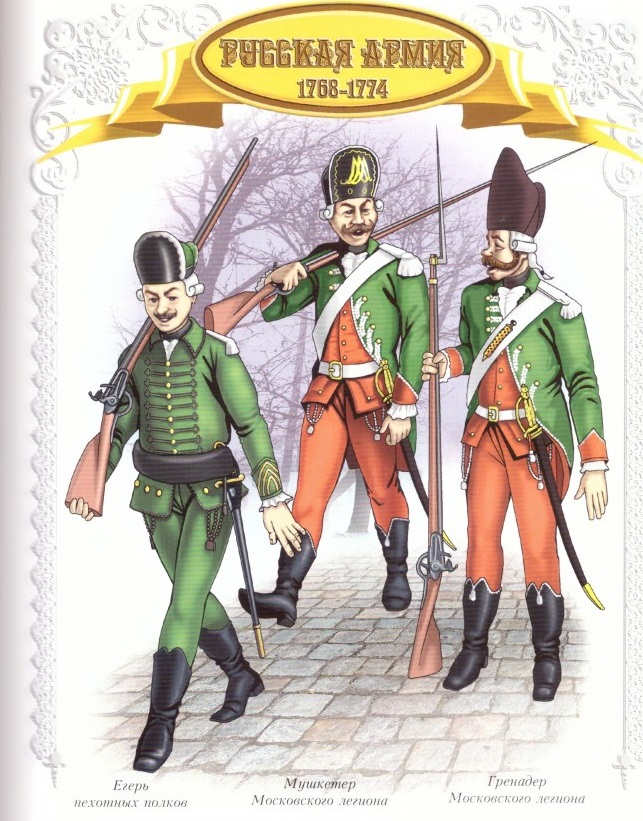 РУССКАЯ АРМИЯ
1768-1774
Егерь
пехотных полков
Мушкетер
Московского легиона
Гренадер
Московского легиона